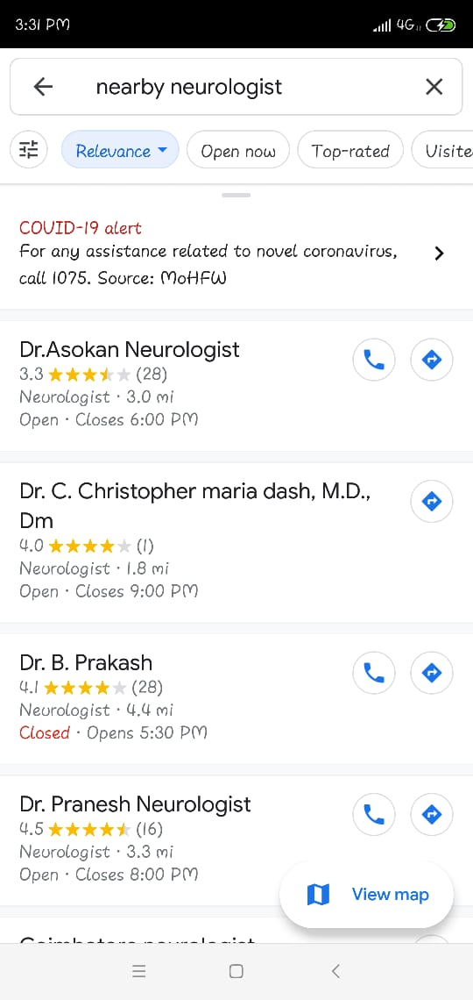 3:31 PM
4G
nearby neurologist
Relevance
Open now
Top-rated
Visite
COVID-19 alert
For any assistance related to novel coronavirus,
call 1075. Source: MoHFW
Dr.Asokan Neurologist
3.3 (28)
Neurologist · 3.0 mi
Open · Closes 6:00 PM
Dr. C. Christopher maria dash, M.D.,
Dm
4.0 (1)
Neurologist · 1.8 mi
Open · Closes 9:00 PM
Dr. B. Prakash
4.1 (28)
Neurologist · 4.4 mi
Closed · Opens 5:30 PM
Dr. Pranesh Neurologist
4.5 (16)
Neurologist · 3.3 mi
Open · Closes 8:00 PM
View map